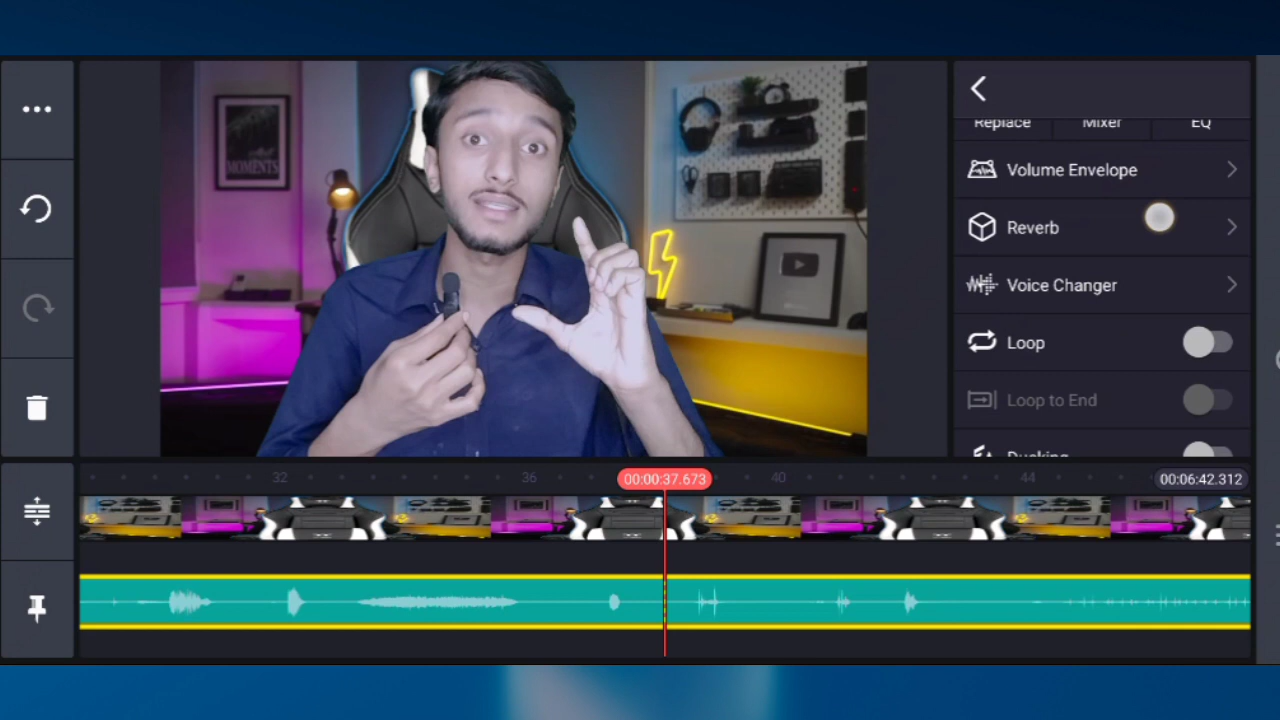 Replace Mixer EQ
Volume Envelope
Reverb
Voice Changer
Loop
Loop to End
Ducking
MOMENTS
32 36 00:00:37.673 40 44 00:06:42.312